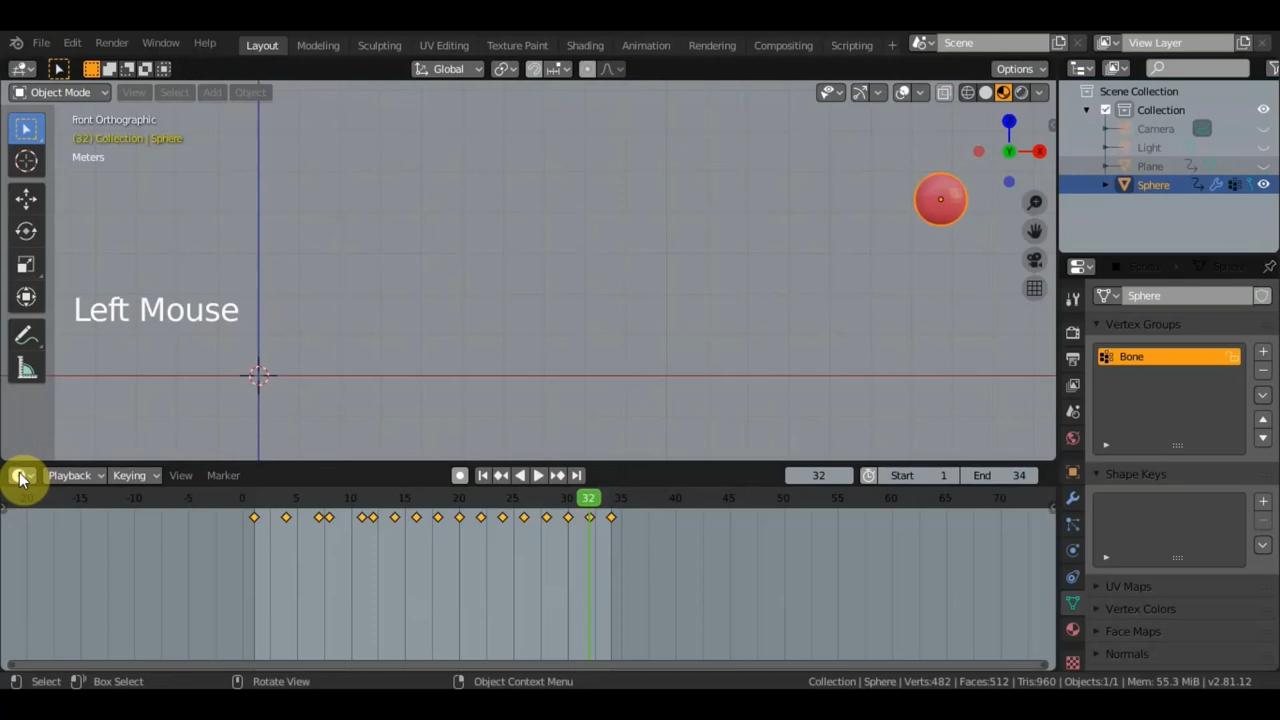 File Edit Render Window Help Layout Modeling Sculpting UV Editing Texture Paint Shading Animation Rendering Compositing Scripting + Scene View Layer
Global Options
Object Mode View Select Add Object
Front Orthographic
(32) Collection | Sphere
Meters
Z
Y
X
Left Mouse
Scene Collection
Collection
Camera
Light
Plane
Sphere
Sphere Sphere
Sphere
Vertex Groups
Bone
Shape Keys
UV Maps
Vertex Colors
Face Maps
Normals
Playback Keying View Marker 32 Start 1 End 34
-20 -15 -10 -5 0 5 10 15 20 25 30 32 35 40 45 50 55 60 65 70
Select Box Select Rotate View Object Context Menu Collection | Sphere | Verts:482 | Faces:512 | Tris:960 | Objects:1/1 | Mem: 55.3 MiB | v2.81.12